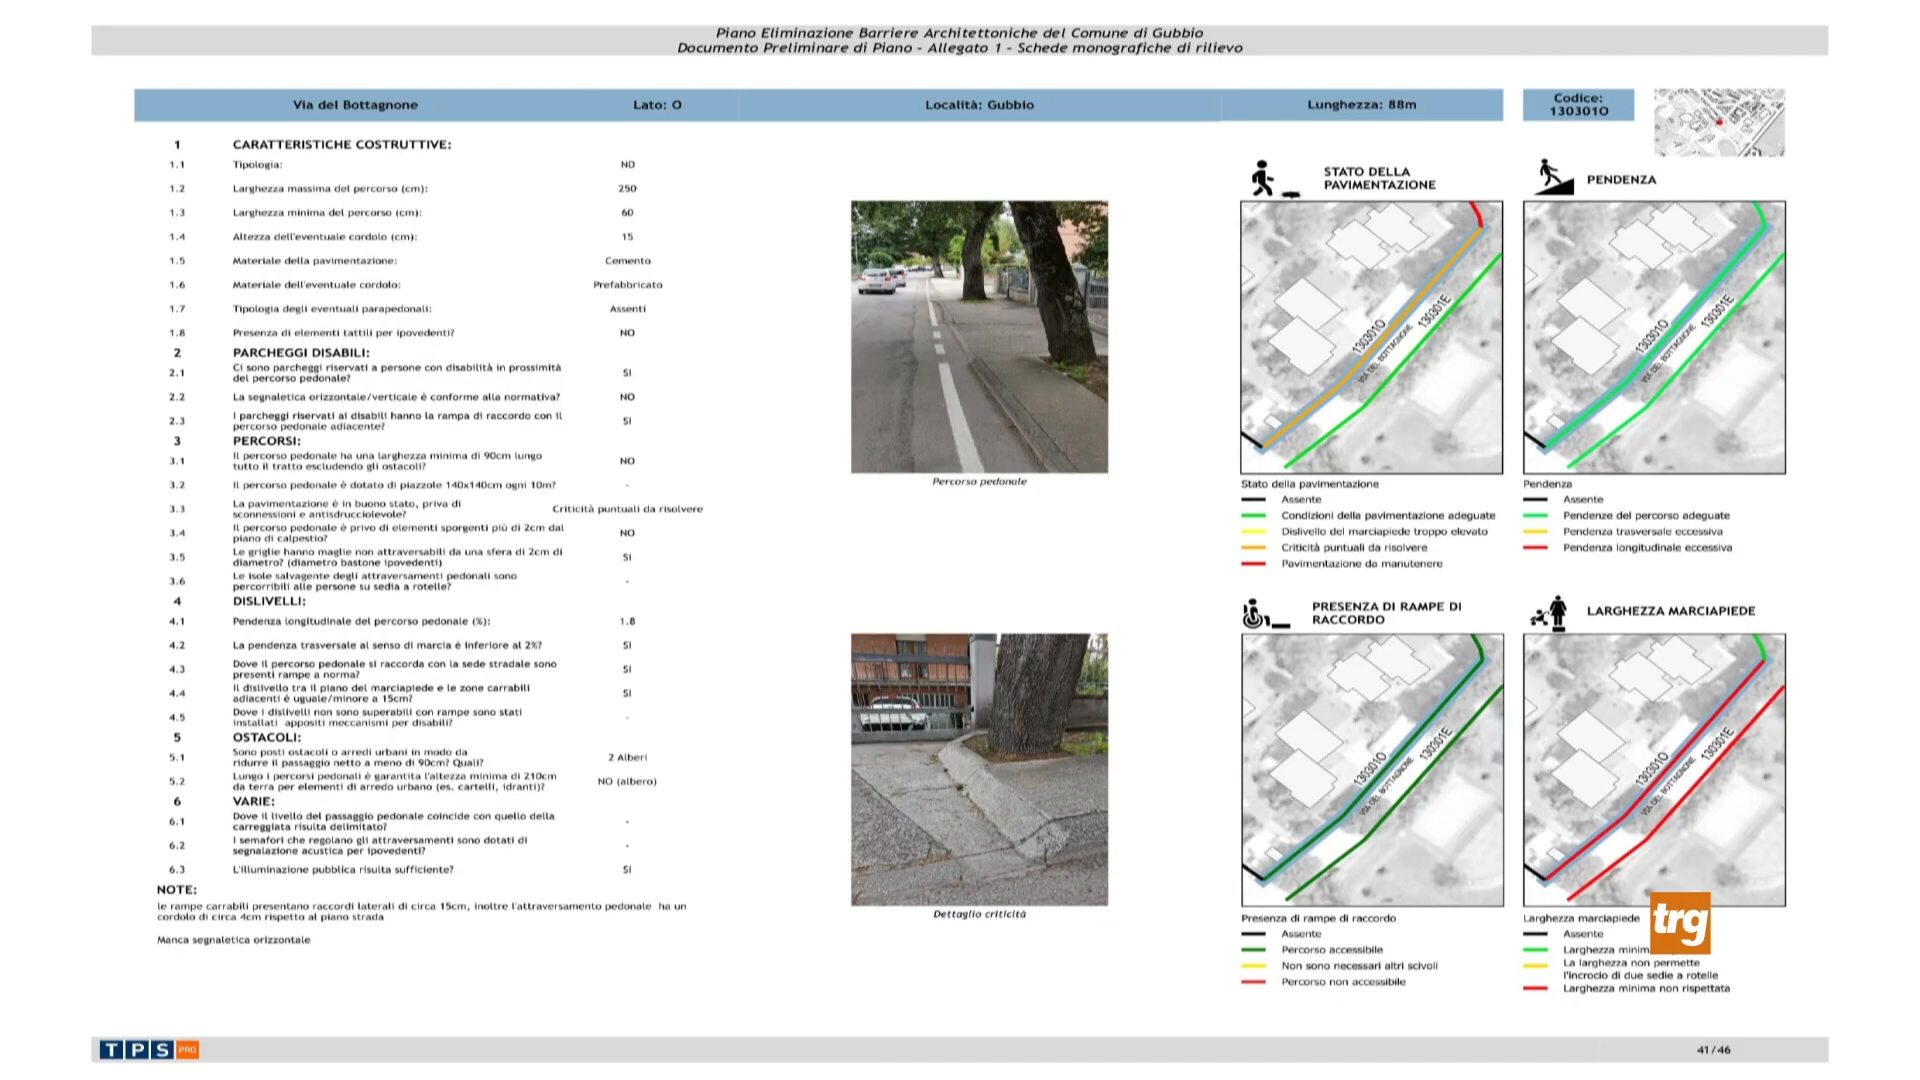 Piano Eliminazione Barriere Architettoniche del Comune di Gubbio
Documento Preliminare di Piano - Allegato 1 - Schede monografiche di rilievo
Via del Bottagnone Lato: O Località: Gubbio Lunghezza: 88m
Codice:
130301O
1 CARATTERISTICHE COSTRUTTIVE:
1.1 Tipologia: ND
1.2 Larghezza massima del percorso (cm): 250
1.3 Larghezza minima del percorso (cm): 60
1.4 Altezza dell'eventuale cordolo (cm): 15
1.5 Materiale della pavimentazione: Cemento
1.6 Materiale dell'eventuale cordolo: Prefabbricato
1.7 Tipologia degli eventuali parapedonali: Assenti
1.8 Presenza di elementi tattili per ipovedenti? NO
2 PARCHEGGI DISABILI:
2.1 Ci sono parcheggi riservati a persone con disabilità in prossimità
del percorso pedonale? SI
2.2 La segnaletica orizzontale/verticale è conforme alla normativa? NO
2.3 I parcheggi riservati ai disabili hanno la rampa di raccordo con il
percorso pedonale adiacente? SI
3 PERCORSI:
3.1 Il percorso pedonale ha una larghezza minima di 90cm lungo
tutto il tratto escludendo gli ostacoli? NO
3.2 Il percorso pedonale è dotato di piazzole 140x140cm ogni 10m? -
3.3 La pavimentazione è in buono stato, priva di
sconnessioni e antisdrucciolevole? Criticità puntuali da risolvere
3.4 Il percorso pedonale è privo di elementi sporgenti più di 2cm dal
piano di calpestio? NO
3.5 Le griglie hanno maglie non attraversabili da una sfera di 2cm di
diametro? (diametro bastone ipovedenti) SI
3.6 Le isole salvagente degli attraversamenti pedonali sono
percorribili alle persone su sedia a rotelle? -
4 DISLIVELLI:
4.1 Pendenza longitudinale del percorso pedonale (%): 1.8
4.2 La pendenza trasversale al senso di marcia è inferiore al 2%? SI
4.3 Dove il percorso pedonale si raccorda con la sede stradale sono
presenti rampe a norma? SI
4.4 Il dislivello tra il piano del marciapiede e le zone carrabili
adiacenti è uguale/minore a 15cm? SI
4.5 Dove i dislivelli non sono superabili con rampe sono stati
installati appositi meccanismi per disabili? -
5 OSTACOLI:
5.1 Sono posti ostacoli o arredi urbani in modo da
ridurre il passaggio netto a meno di 90cm? Quali? 2 Alberi
5.2 Lungo i percorsi pedonali è garantita l'altezza minima di 210cm
da terra per elementi di arredo urbano (es. cartelli, idranti)? NO (albero)
6 VARIE:
6.1 Dove il livello del passaggio pedonale coincide con quello della
carreggiata risulta delimitato? -
6.2 I semafori che regolano gli attraversamenti sono dotati di
segnalazione acustica per ipovedenti? -
6.3 L'illuminazione pubblica risulta sufficiente? SI
NOTE:
le rampe carrabili presentano raccordi laterali di circa 15cm, inoltre l'attraversamento pedonale ha un
cordolo di circa 4cm rispetto al piano strada
Manca segnaletica orizzontale
Percorso pedonale
Dettaglio criticità
STATO DELLA
PAVIMENTAZIONE
130301O
VIA DEL BOTTAGNONE
130301E
Stato della pavimentazione
Assente
Condizioni della pavimentazione adeguate
Dislivello del marciapiede troppo elevato
Criticità puntuali da risolvere
Pavimentazione da manutenere
PENDENZA
130301O
VIA DEL BOTTAGNONE
130301E
Pendenza
Assente
Pendenze del percorso adeguate
Pendenza trasversale eccessiva
Pendenza longitudinale eccessiva
PRESENZA DI RAMPE DI
RACCORDO
130301O
VIA DEL BOTTAGNONE
130301E
Presenza di rampe di raccordo
Assente
Percorso accessibile
Non sono necessari altri scivoli
Percorso non accessibile
LARGHEZZA MARCIAPIEDE
130301O
VIA DEL BOTTAGNONE
130301E
Larghezza marciapiede
Assente
Larghezza minim
La larghezza non permette
l'incrocio di due sedie a rotelle
Larghezza minima non rispettata
trg
TPS PRO
41/46